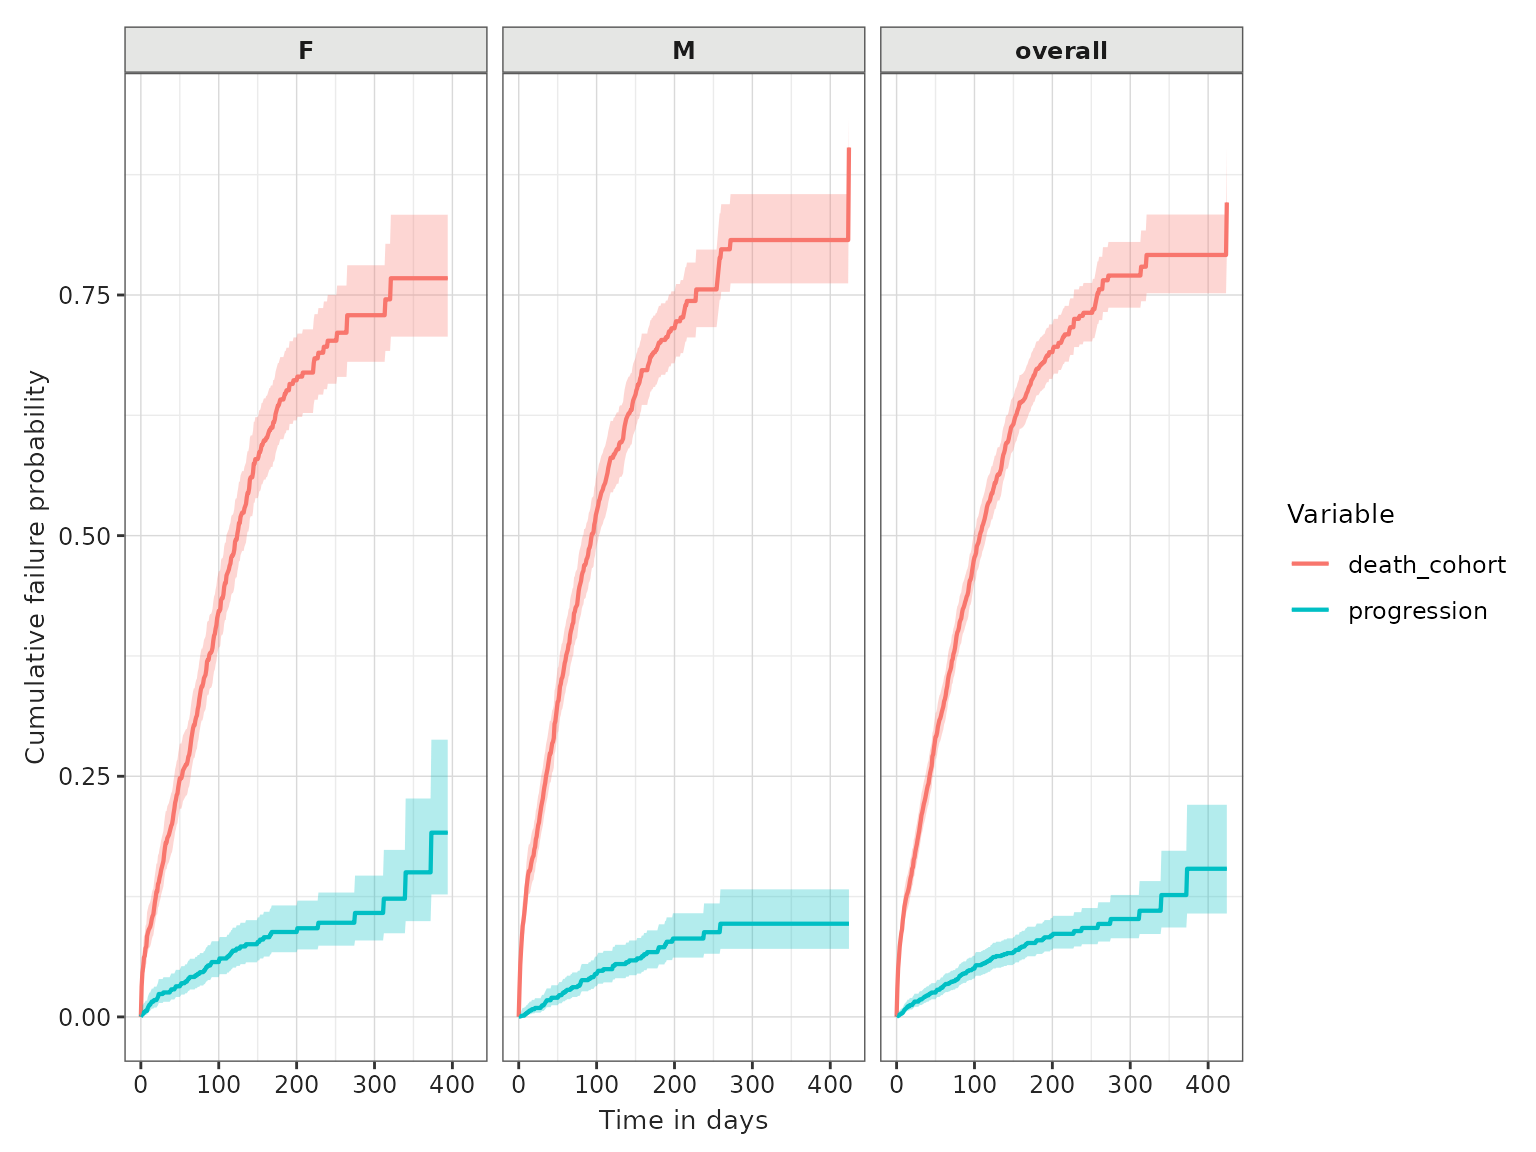 F M overall
Cumulative failure probability
0.75
0.50
0.25
0.00
0 100 200 300 400 0 100 200 300 400 0 100 200 300 400
Time in days
Variable
death_cohort
progression